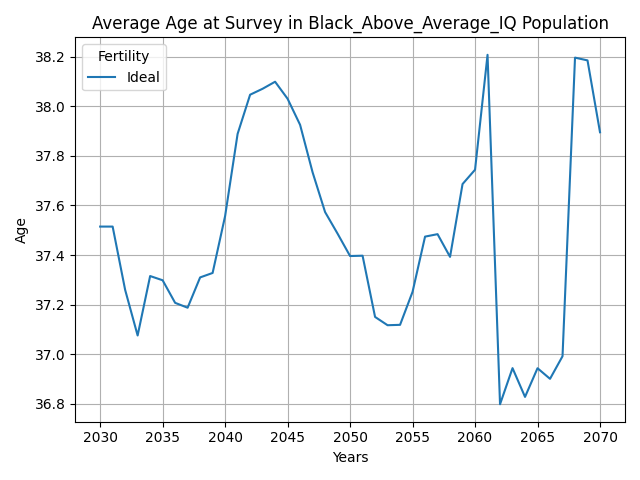 Average Age at Survey in Black_Above_Average_IQ Population
Fertility
Ideal
Age
38.2
38.0
37.8
37.6
37.4
37.2
37.0
36.8
2030 2035 2040 2045 2050 2055 2060 2065 2070
Years